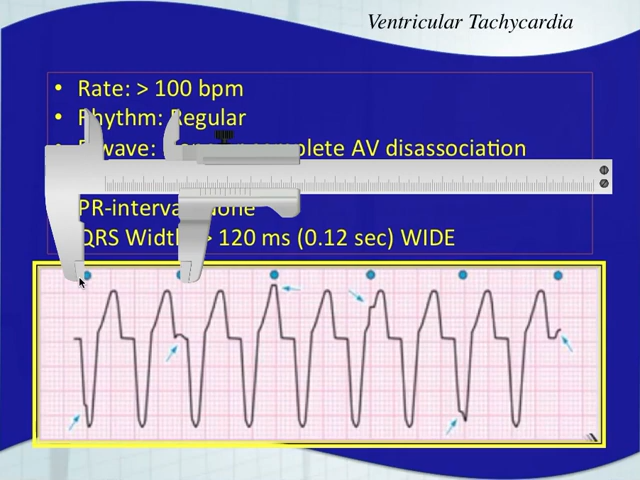 Ventricular Tachycardia
• Rate: > 100 bpm
• Rhythm: Regular
wave: complete AV disassociation
PR-interval: None
QRS Width: > 120 ms (0.12 sec) WIDE